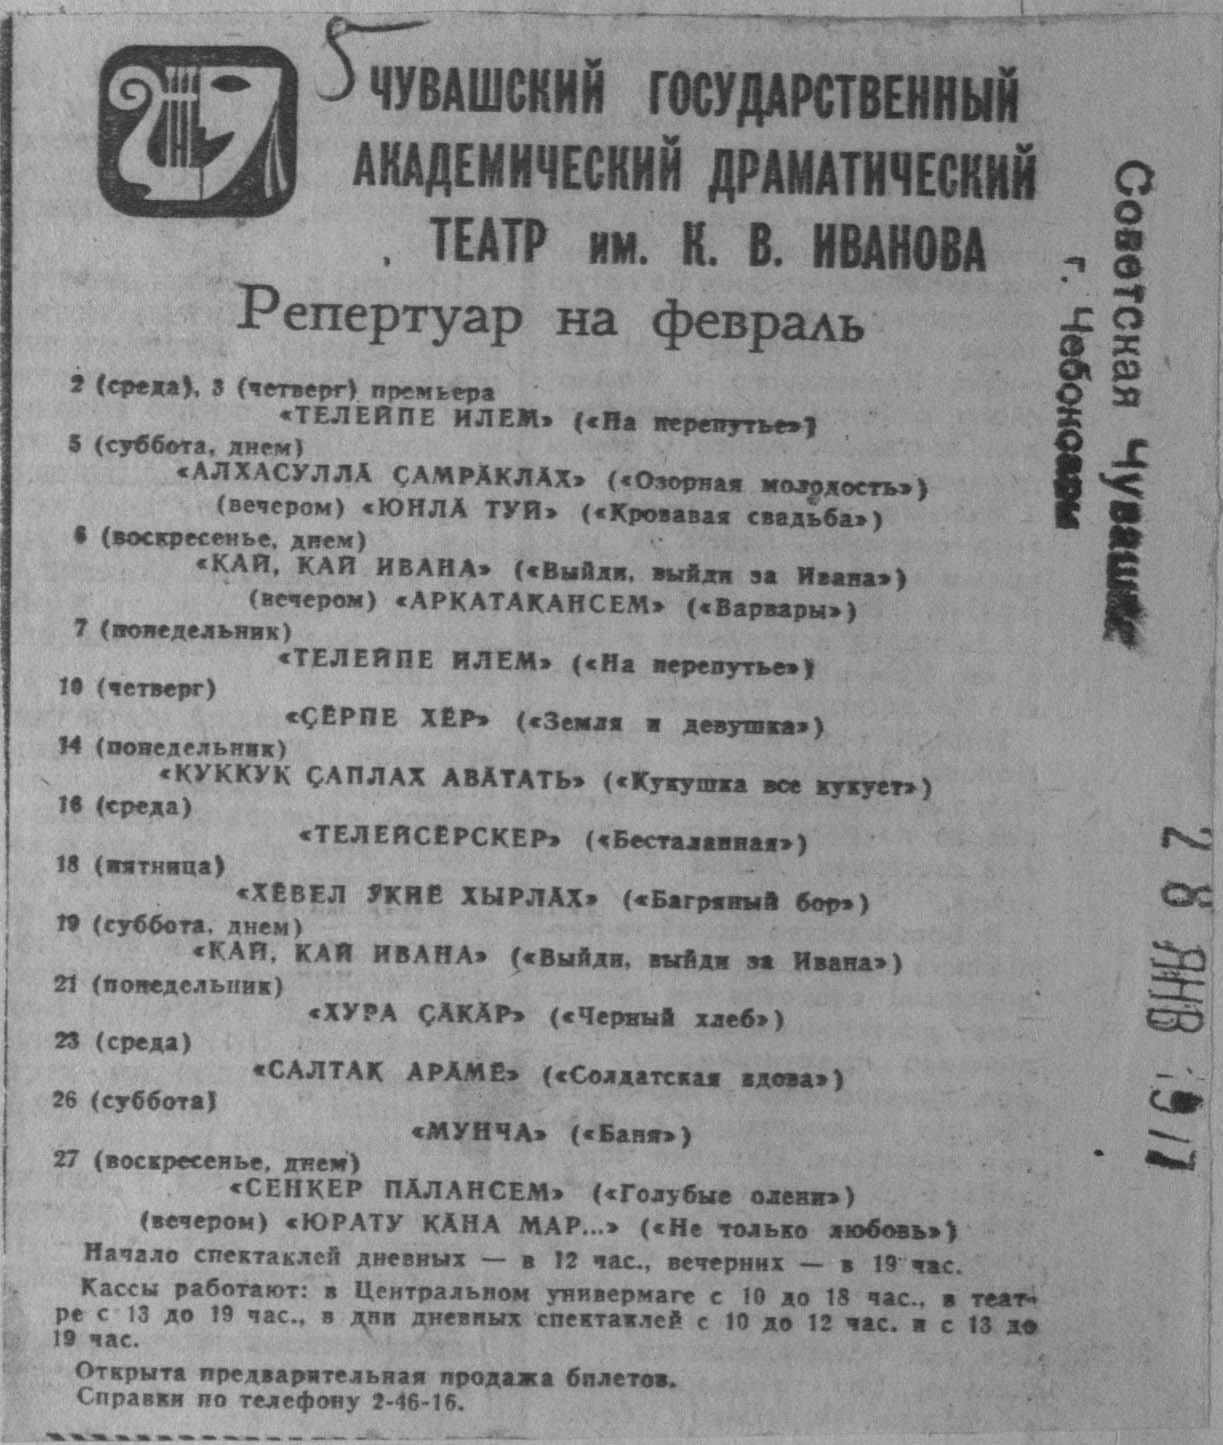 ЧУВАШСКИЙ ГОСУДАРСТВЕННЫЙ
АКАДЕМИЧЕСКИЙ ДРАМАТИЧЕСКИЙ
ТЕАТР им. К. В. ИВАНОВА
Репертуар на февраль
2 (среда), 3 (четверг) премьера
«ТЕЛЕЙПЕ ИЛЕМ» («На перепутье»)
5 (суббота, днем)
«АЛХАСУЛЛĂ ÇАМРĂКЛĂХ» («Озорная молодость»)
(вечером) «ЮНЛĂ ТУЙ» («Кровавая свадьба»)
6 (воскресенье, днем)
«КАЙ, КАЙ ИВАНА» («Выйди, выйди за Ивана»)
(вечером) «АРКАТАКАНСЕМ» («Варвары»)
7 (понедельник)
«ТЕЛЕЙПЕ ИЛЕМ» («На перепутье»)
10 (четверг)
«ÇĔРПЕ ХĔР» («Земля и девушка»)
14 (понедельник)
«КУККУК ÇАПЛАХ АВĂТАТЬ» («Кукушка все кукует»)
16 (среда)
«ТЕЛЕЙСĔРСКЕР» («Бесталанная»)
18 (пятница)
«ХĔВЕЛ ӲКНĔ ХЫРЛĂХ» («Багряный бор»)
19 (суббота, днем)
«КАЙ, КАЙ ИВАНА» («Выйди, выйди за Ивана»)
21 (понедельник)
«ХУРА ÇĂКĂР» («Черный хлеб»)
23 (среда)
«САЛТАК АРĂМĔ» («Солдатская вдова»)
26 (суббота)
«МУНЧА» («Баня»)
27 (воскресенье, днем)
«СЕНКЕР ПĂЛАНСЕМ» («Голубые олени»)
(вечером) «ЮРАТУ КĂНА МАР...» («Не только любовь»)
Начало спектаклей дневных — в 12 час., вечерних — в 19 час.
Кассы работают: в Центральном универмаге с 10 до 18 час., в теат-
ре с 13 до 19 час., в дни дневных спектаклей с 10 до 12 час. и с 13 до
19 час.
Открыта предварительная продажа билетов.
Справки по телефону 2-46-16.
Советская Чувашия
г. Чебоксары
28 ЯНВ 1977